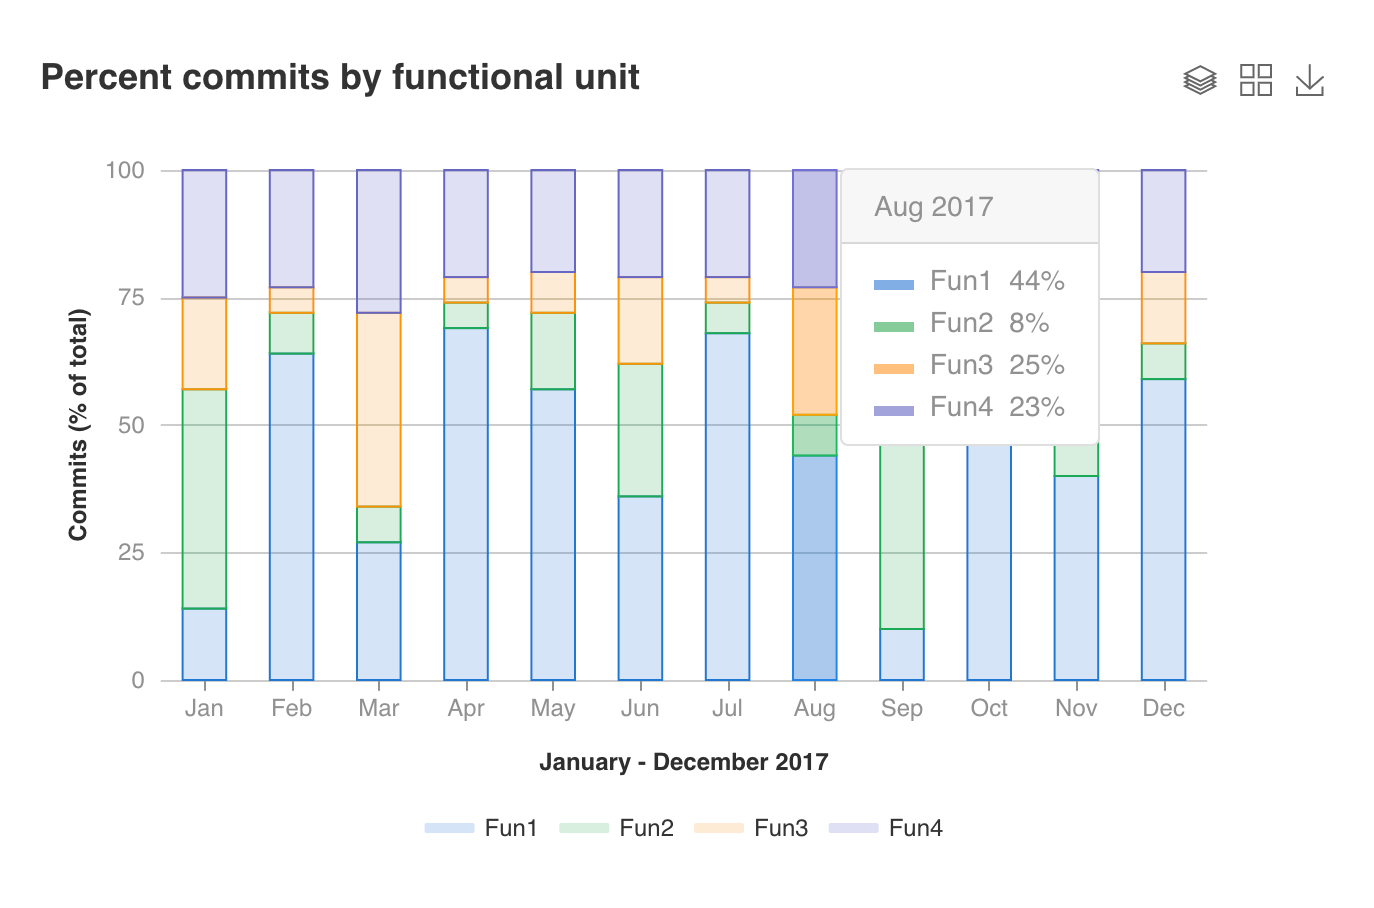 Percent commits by functional unit
Commits (% of total)
100
75
50
25
0
Aug 2017
Fun1 44%
Fun2 8%
Fun3 25%
Fun4 23%
Jan Feb Mar Apr May Jun Jul Aug Sep Oct Nov Dec
January - December 2017
Fun1 Fun2 Fun3 Fun4